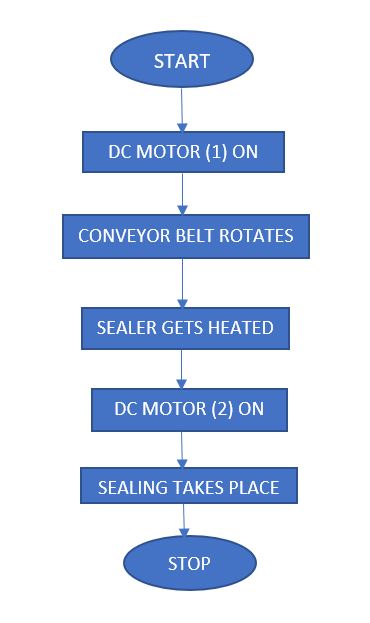 START
DC MOTOR (1) ON
CONVEYOR BELT ROTATES
SEALER GETS HEATED
DC MOTOR (2) ON
SEALING TAKES PLACE
STOP